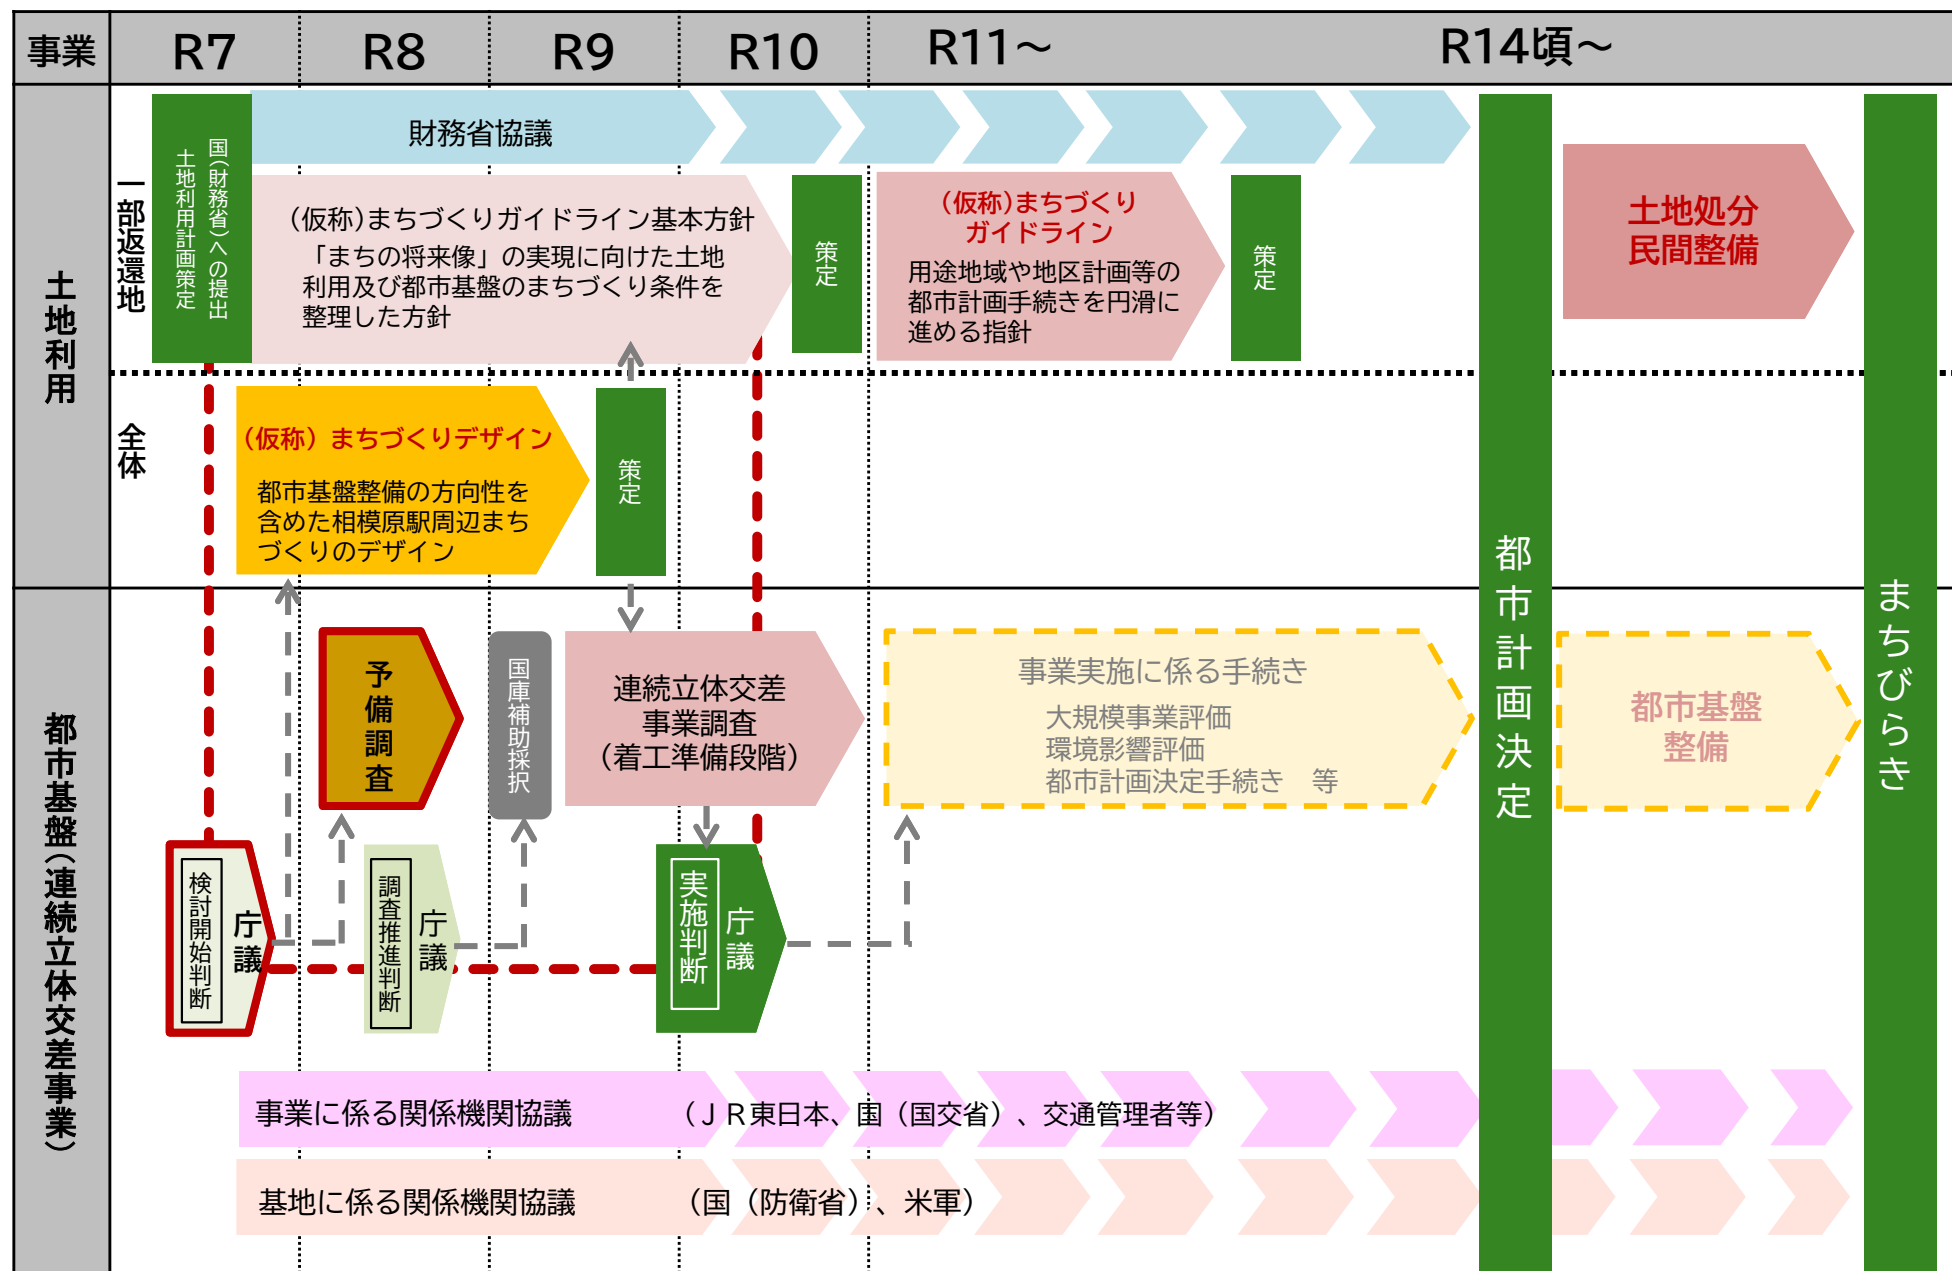 事業
R7
R8
R9
R10
R11～
R14頃～
土地利用
一部返還地
国(財務省)への提出
土地利用計画策定
財務省協議
(仮称)まちづくりガイドライン基本方針
「まちの将来像」の実現に向けた土地
利用及び都市基盤のまちづくり条件を
整理した方針
策定
(仮称)まちづくり
ガイドライン
用途地域や地区計画等の
都市計画手続きを円滑に
進める指針
策定
土地処分
民間整備
全体
(仮称) まちづくりデザイン
都市基盤整備の方向性を
含めた相模原駅周辺まち
づくりのデザイン
策定
都市計画決定
まちびらき
都市基盤(連続立体交差事業)
予備調査
国庫補助採択
連続立体交差
事業調査
(着工準備段階)
事業実施に係る手続き
大規模事業評価
環境影響評価
都市計画決定手続き　等
都市基盤
整備
検討開始判断
庁議
調査推進判断
庁議
実施判断
庁議
事業に係る関係機関協議　　　（ＪＲ東日本、国（国交省）、交通管理者等）
基地に係る関係機関協議　　　（国（防衛省）、米軍）